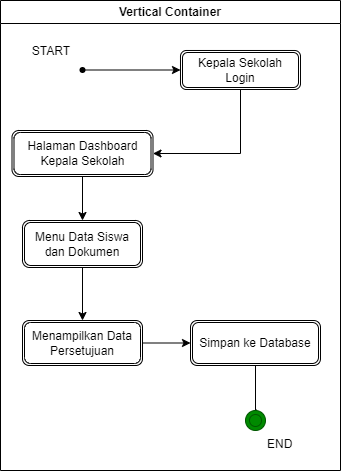 Vertical Container
START
Kepala Sekolah
Login
Halaman Dashboard
Kepala Sekolah
Menu Data Siswa
dan Dokumen
Menampilkan Data
Persetujuan
Simpan ke Database
END